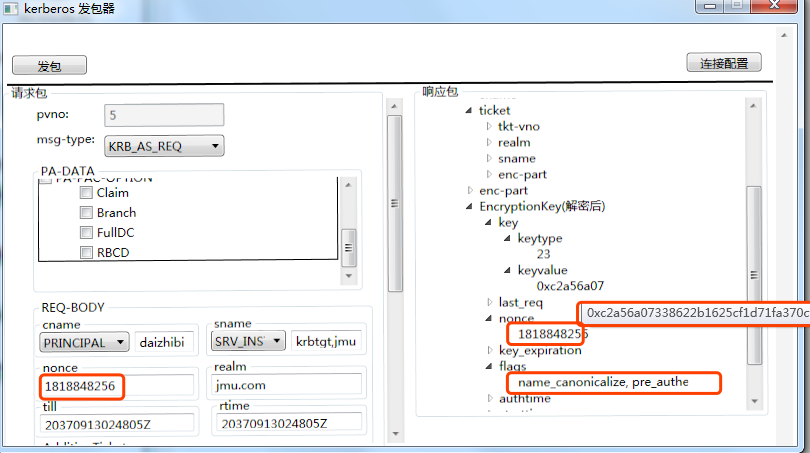 kerberos 发包器
发包
连接配置
请求包
pvno:
5
msg-type:
KRB_AS_REQ
PA-DATA
PA-PAC-OPTION
Claim
Branch
FullDC
RBCD
REQ-BODY
cname
PRINCIPAL
daizhibi
sname
SRV_INS
krbtgt,jmu
nonce
1818848256
realm
jmu.com
till
20370913024805Z
rtime
20370913024805Z
响应包
ticket
tkt-vno
realm
sname
enc-part
enc-part
EncryptionKey(解密后)
key
keytype
23
keyvalue
0xc2a56a07
last_req
0xc2a56a07338622b1625cf1d71fa370c
nonce
1818848256
key_expiration
flags
name_canonicalize, pre_authe
authtime